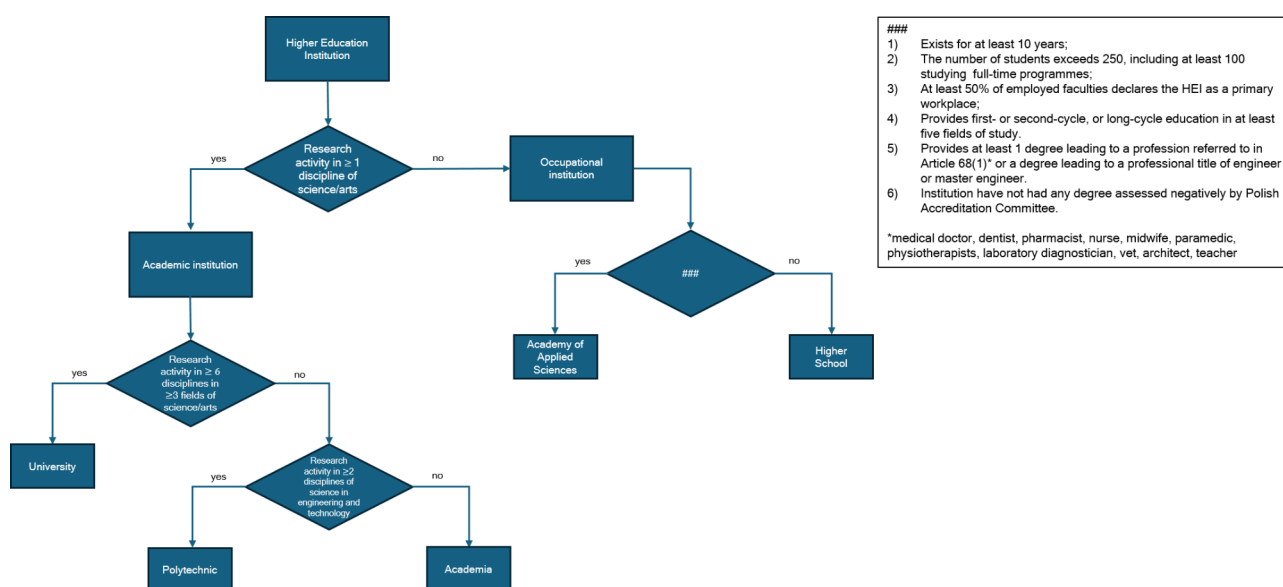 Higher Education
Institution
###
1) Exists for at least 10 years;
2) The number of students exceeds 250, including at least 100
studying full-time programmes;
3) At least 50% of employed faculties declares the HEI as a primary
workplace;
4) Provides first- or second-cycle, or long-cycle education in at least
five fields of study.
5) Provides at least 1 degree leading to a profession referred to in
Article 68(1)* or a degree leading to a professional title of engineer
or master engineer.
6) Institution have not had any degree assessed negatively by Polish
Accreditation Committee.
*medical doctor, dentist, pharmacist, nurse, midwife, paramedic,
physiotherapists, laboratory diagnostician, vet, architect, teacher
yes
Research
activity in ≥ 1
discipline of
science/arts
no
Occupational
institution
Academic institution
yes
###
no
Academy of
Applied
Sciences
Higher
School
yes
Research
activity in ≥ 6
disciplines in
≥3 fields of
science/arts
no
University
yes
Research
activity in ≥2
disciplines of
science in
engineering and
technology
no
Polytechnic
Academia